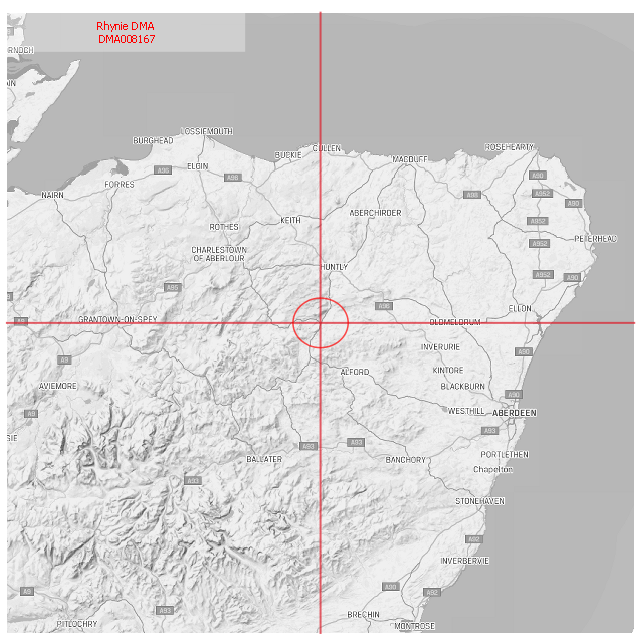 Rhynie DMA
DMA008167
RNOCH
IN
LOSSIEMOUTH
BURGHEAD
CULLEN
BUCKIE
MACDUFF
ROSEHEARTY
ELGIN
A96
A96
A90
FORRES
NAIRN
A98
A952
A90
KEITH
ABERCHIRDER
A952
ROTHES
PETERHEAD
A952
CHARLESTOWN
OF ABERLOUR
HUNTLY
A952
A90
A95
A96
ELLON
GRANTOWN-ON-SPEY
OLDMELDRUM
INVERURIE
A90
A9
ALFORD
KINTORE
AVIEMORE
BLACKBURN
A90
A9
WESTHILL
ABERDEEN
A93
SIE
A93
A93
BALLATER
BANCHORY
PORTLETHEN
Chapelton
A93
STONEHAVEN
A92
INVERBERVIE
A9
A90
A92
A93
BRECHIN
PITLOCHRY
MONTROSE